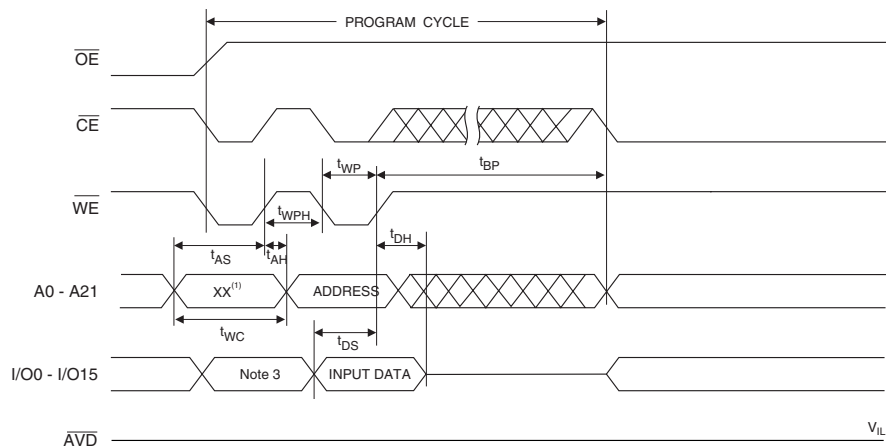 PROGRAM CYCLE
OE
CE
tWP
tBP
WE
tWPH
tDH
tAS
tAH
A0 - A21
XX(1)
ADDRESS
tWC
tDS
I/O0 - I/O15
Note 3
INPUT DATA
AVD
VIL